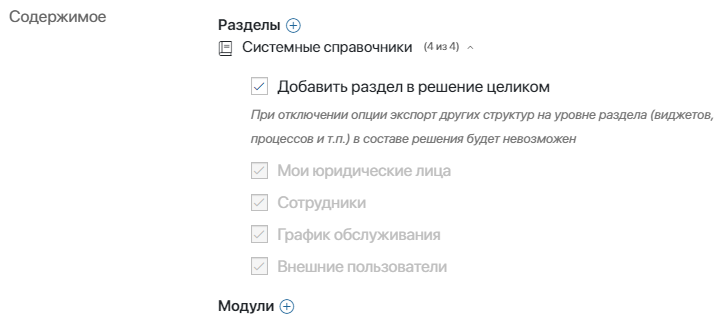 Содержимое
Разделы
Системные справочники (4 из 4)
Добавить раздел в решение целиком
При отключении опции экспорт других структур на уровне раздела (виджетов,
процессов и т.п.) в составе решения будет невозможен
Мои юридические лица
Сотрудники
График обслуживания
Внешние пользователи
Модули